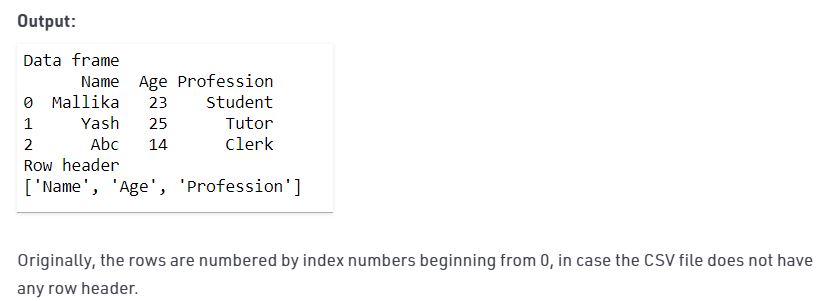 Output:
Data frame
Name Age Profession
0 Mallika 23 Student
1 Yash 25 Tutor
2 Abc 14 Clerk
Row header
['Name', 'Age', 'Profession']
Originally, the rows are numbered by index numbers beginning from 0, in case the CSV file does not have
any row header.